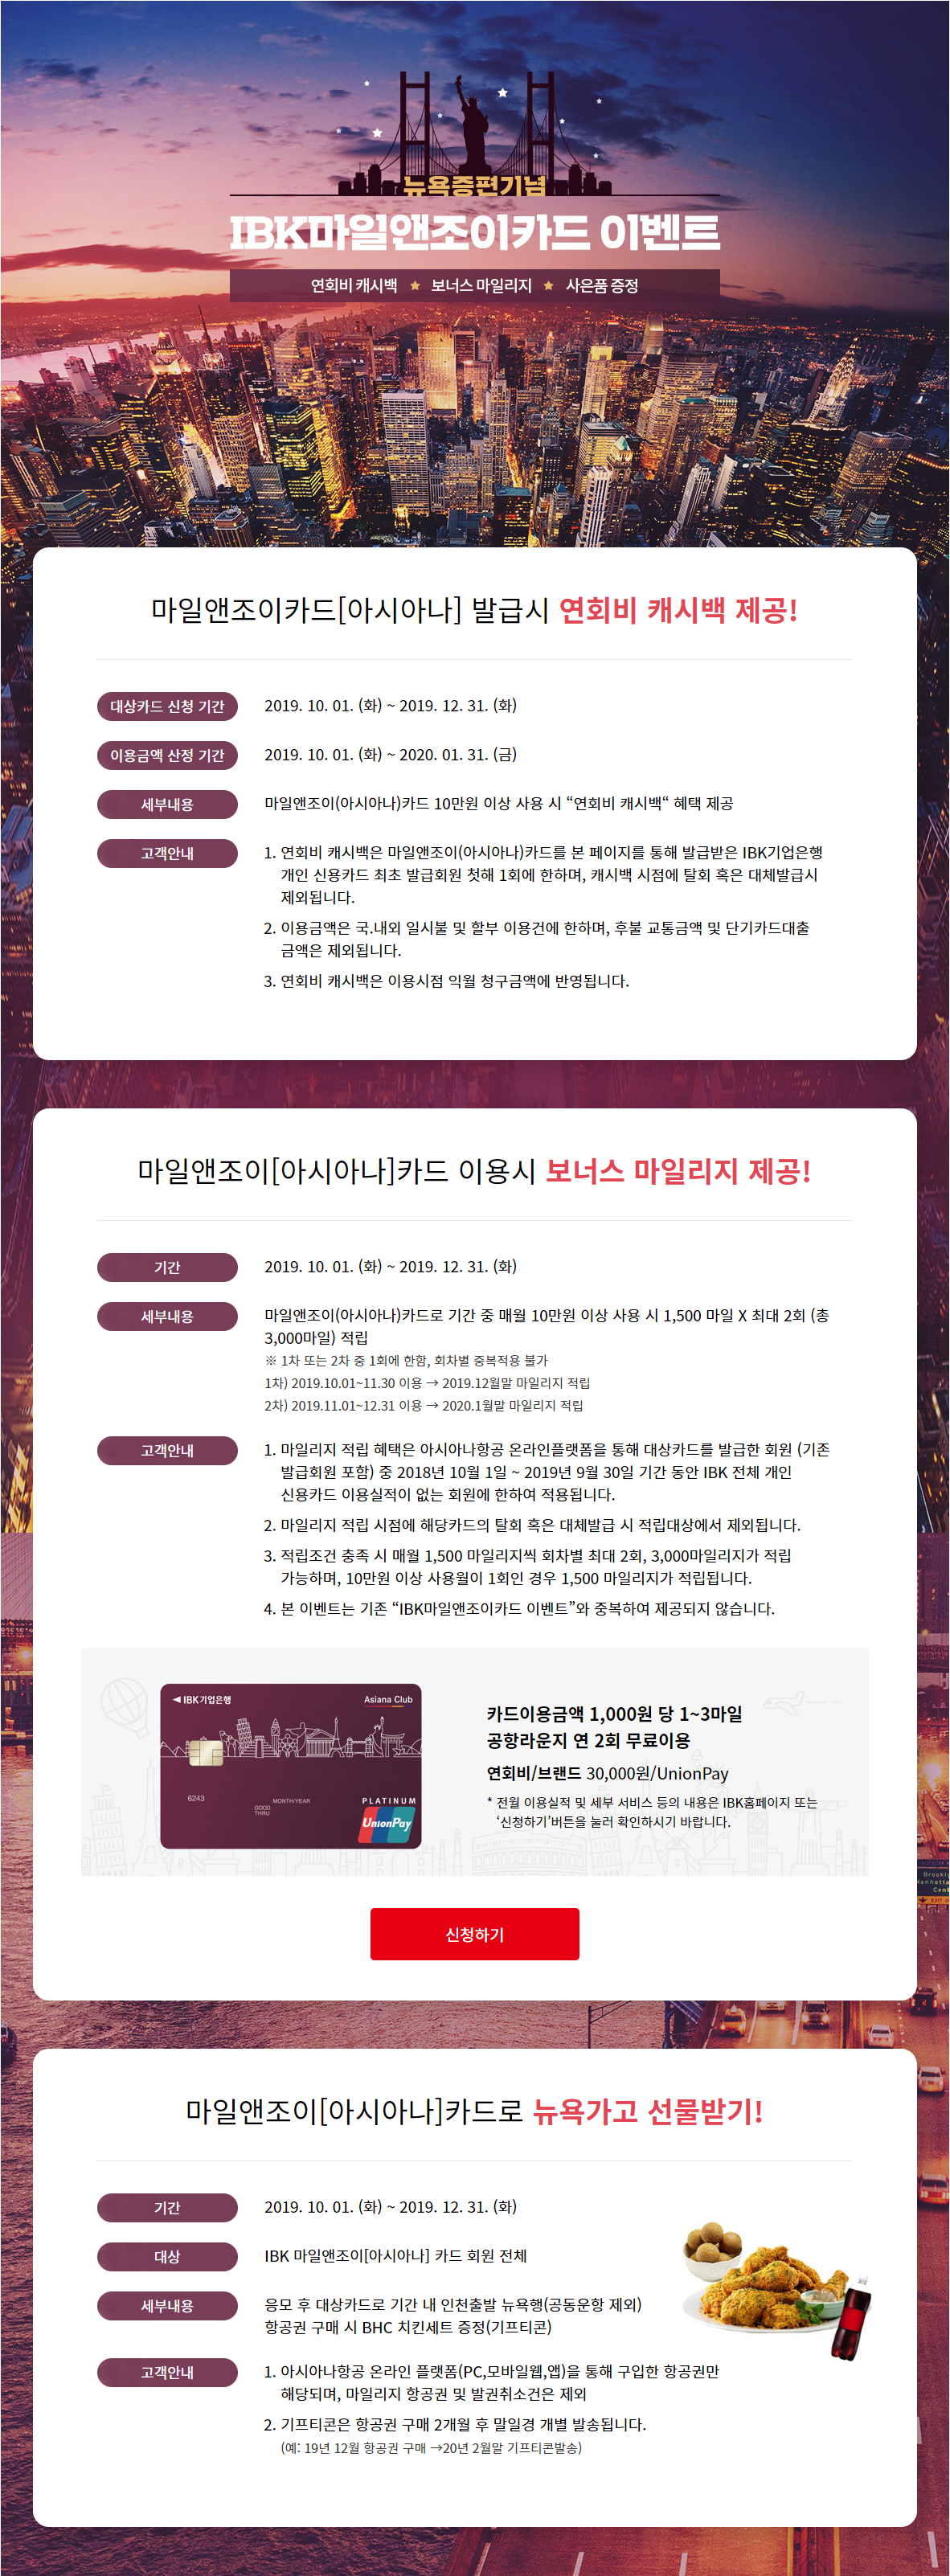 뉴욕증편기념
IBK마일앤조이카드 이벤트
연회비 캐시백 ★ 보너스 마일리지 ★ 사은품 증정
마일앤조이카드[아시아나] 발급시 연회비 캐시백 제공!
대상카드 신청 기간 2019. 10. 01. (화) ~ 2019. 12. 31. (화)
이용금액 산정 기간 2019. 10. 01. (화) ~ 2020. 01. 31. (금)
세부내용 마일앤조이(아시아나)카드 10만원 이상 사용 시 “연회비 캐시백“ 혜택 제공
고객안내 1. 연회비 캐시백은 마일앤조이(아시아나)카드를 본 페이지를 통해 발급받은 IBK기업은행
개인 신용카드 최초 발급회원 첫해 1회에 한하며, 캐시백 시점에 탈회 혹은 대체발급시
제외됩니다.
2. 이용금액은 국.내외 일시불 및 할부 이용건에 한하며, 후불 교통금액 및 단기카드대출
금액은 제외됩니다.
3. 연회비 캐시백은 이용시점 익월 청구금액에 반영됩니다.
마일앤조이[아시아나]카드 이용시 보너스 마일리지 제공!
기간 2019. 10. 01. (화) ~ 2019. 12. 31. (화)
세부내용 마일앤조이(아시아나)카드로 기간 중 매월 10만원 이상 사용 시 1,500 마일 X 최대 2회 (총
3,000마일) 적립
※ 1차 또는 2차 중 1회에 한함, 회차별 중복적용 불가
1차) 2019.10.01~11.30 이용 → 2019.12월말 마일리지 적립
2차) 2019.11.01~12.31 이용 → 2020.1월말 마일리지 적립
고객안내 1. 마일리지 적립 혜택은 아시아나항공 온라인플랫폼을 통해 대상카드를 발급한 회원 (기존
발급회원 포함) 중 2018년 10월 1일 ~ 2019년 9월 30일 기간 동안 IBK 전체 개인
신용카드 이용실적이 없는 회원에 한하여 적용됩니다.
2. 마일리지 적립 시점에 해당카드의 탈회 혹은 대체발급 시 적립대상에서 제외됩니다.
3. 적립조건 충족 시 매월 1,500 마일리지씩 회차별 최대 2회, 3,000마일리지가 적립
가능하며, 10만원 이상 사용월이 1회인 경우 1,500 마일리지가 적립됩니다.
4. 본 이벤트는 기존 “IBK마일앤조이카드 이벤트”와 중복하여 제공되지 않습니다.
IBK기업은행 Asiana Club
6243
MONTH/YEAR
GOOD
THRU
PLATINUM
UnionPay
카드이용금액 1,000원 당 1~3마일
공항라운지 연 2회 무료이용
연회비/브랜드 30,000원/UnionPay
* 전월 이용실적 및 세부 서비스 등의 내용은 IBK홈페이지 또는
‘신청하기’버튼을 눌러 확인하시기 바랍니다.
신청하기
마일앤조이[아시아나]카드로 뉴욕가고 선물받기!
기간 2019. 10. 01. (화) ~ 2019. 12. 31. (화)
대상 IBK 마일앤조이[아시아나] 카드 회원 전체
세부내용 응모 후 대상카드로 기간 내 인천출발 뉴욕행(공동운항 제외)
항공권 구매 시 BHC 치킨세트 증정(기프티콘)
고객안내 1. 아시아나항공 온라인 플랫폼(PC,모바일웹,앱)을 통해 구입한 항공권만
해당되며, 마일리지 항공권 및 발권취소건은 제외
2. 기프티콘은 항공권 구매 2개월 후 말일경 개별 발송됩니다.
(예: 19년 12월 항공권 구매 →20년 2월말 기프티콘발송)